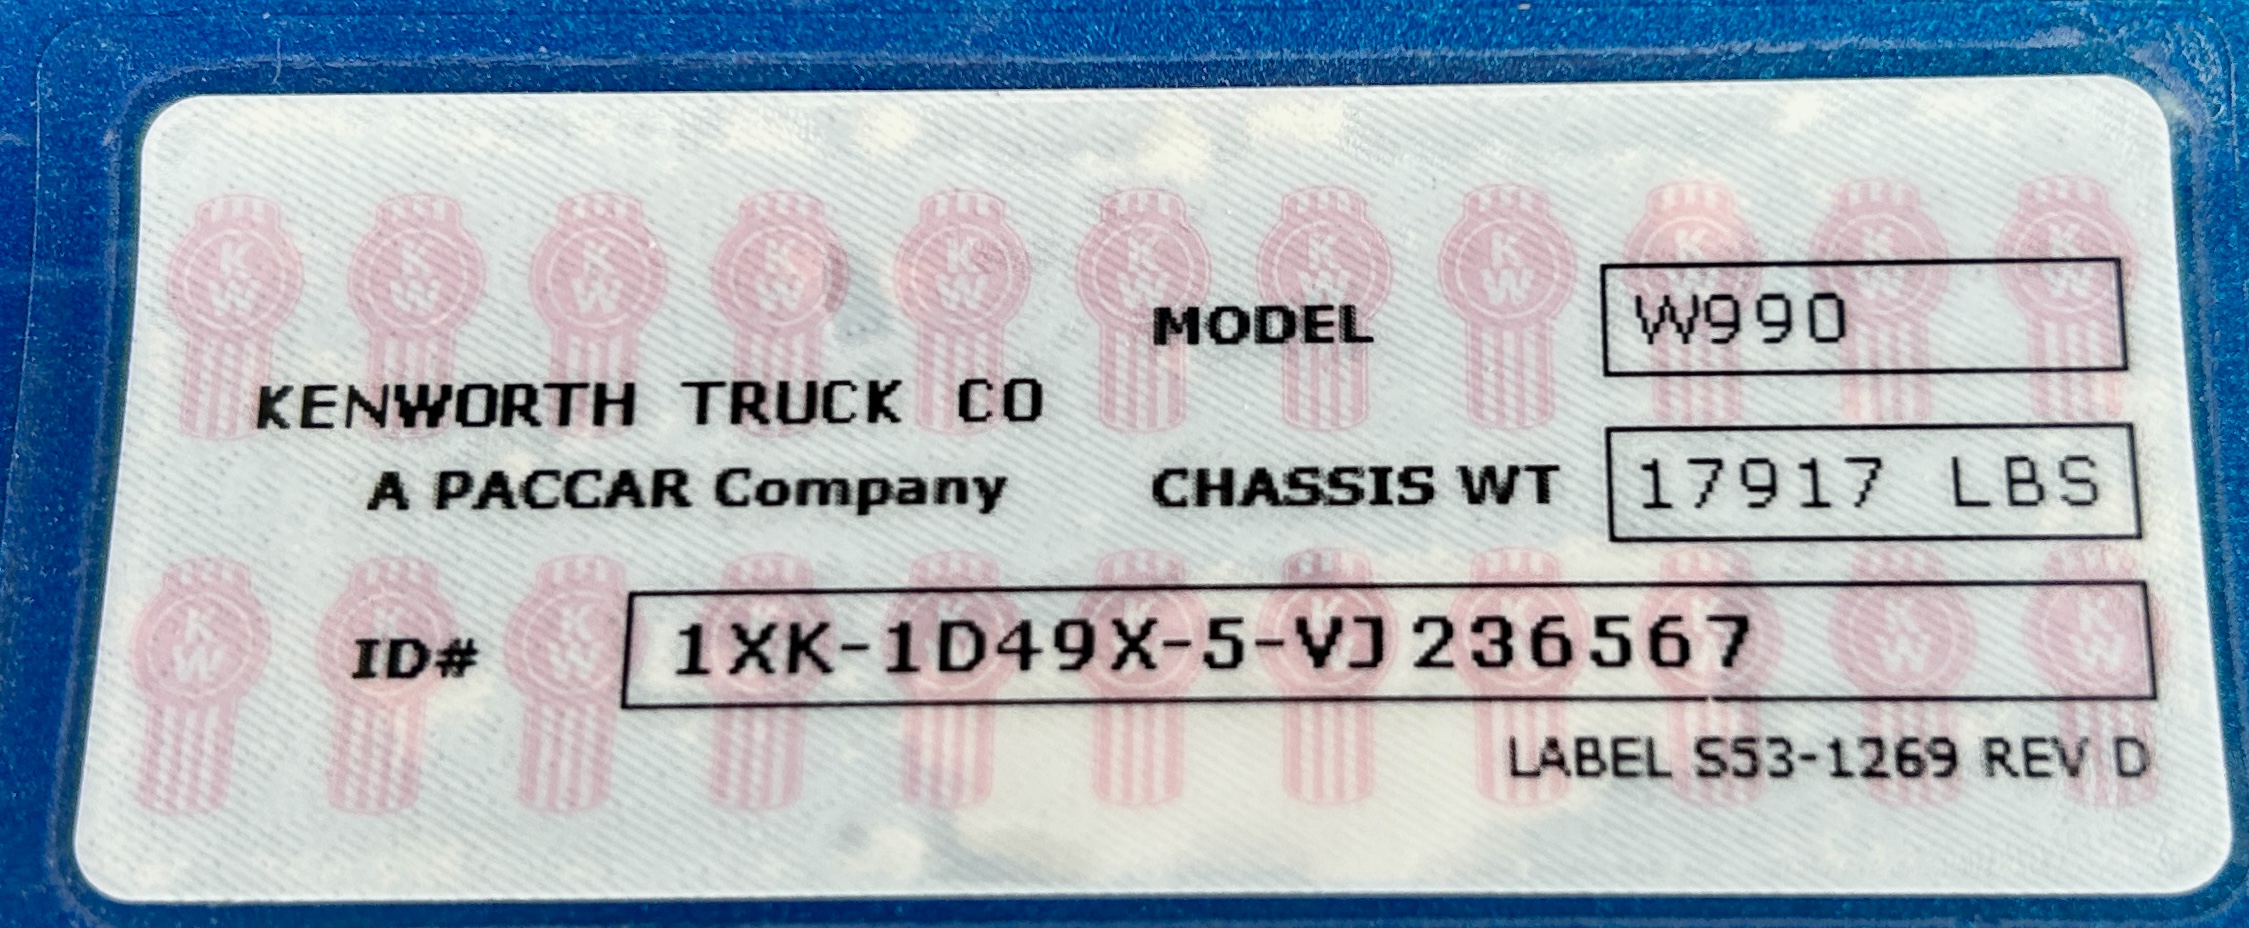 MODEL W990
KENWORTH TRUCK CO
A PACCAR Company
CHASSIS WT 17917 LBS
ID# 1XK-1D49X-5-VJ236567
LABEL S53-1269 REV D